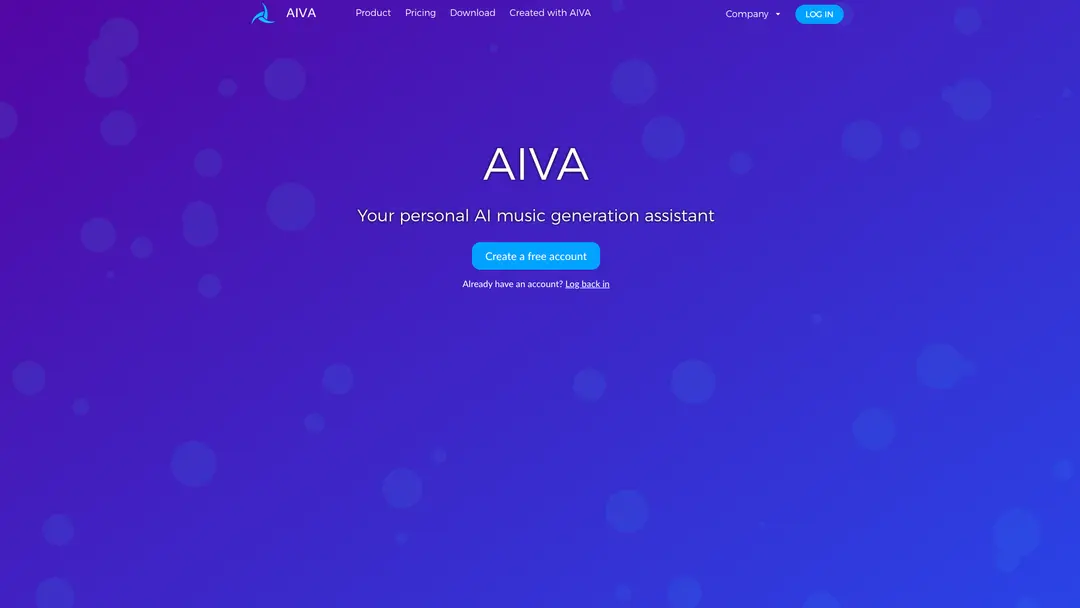 AIVA
Product Pricing Download Created with AIVA
Company
LOG IN
AIVA
Your personal AI music generation assistant
Create a free account
Already have an account? Log back in